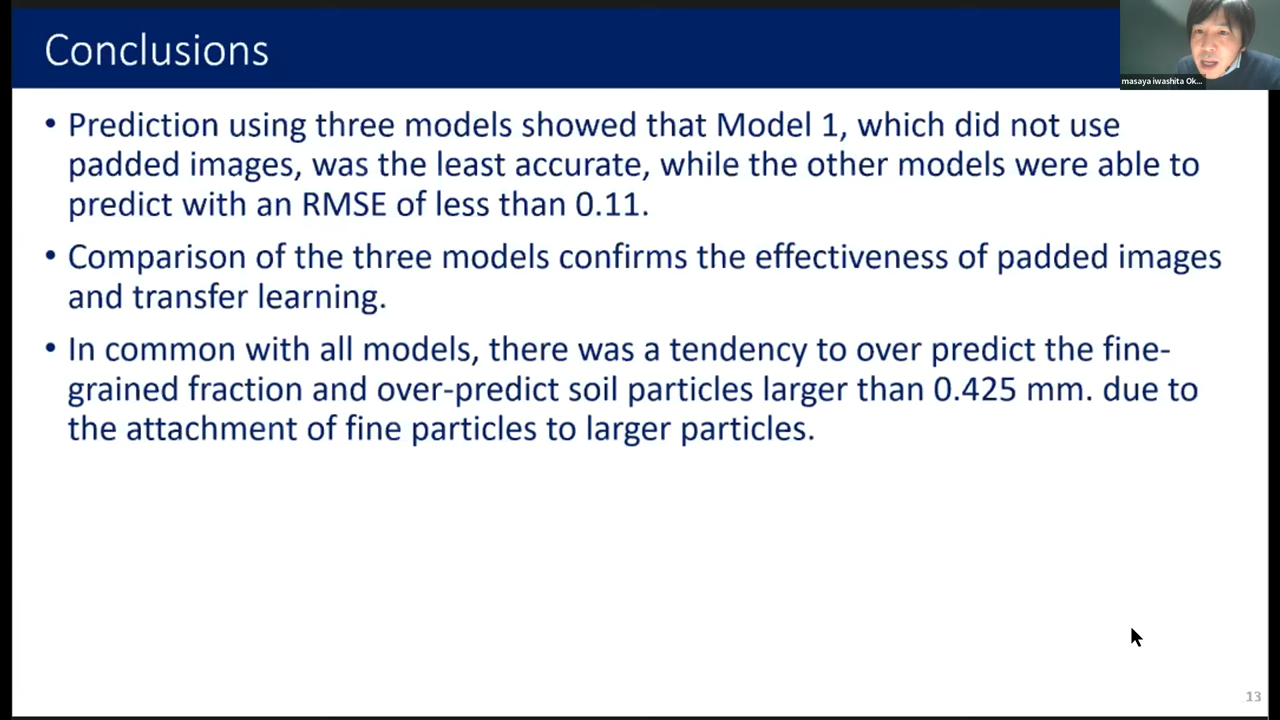 Conclusions
masaya iwashita Ok...
• Prediction using three models showed that Model 1, which did not use
padded images, was the least accurate, while the other models were able to
predict with an RMSE of less than 0.11.
• Comparison of the three models confirms the effectiveness of padded images
and transfer learning.
• In common with all models, there was a tendency to over predict the fine-
grained fraction and over-predict soil particles larger than 0.425 mm. due to
the attachment of fine particles to larger particles.
13